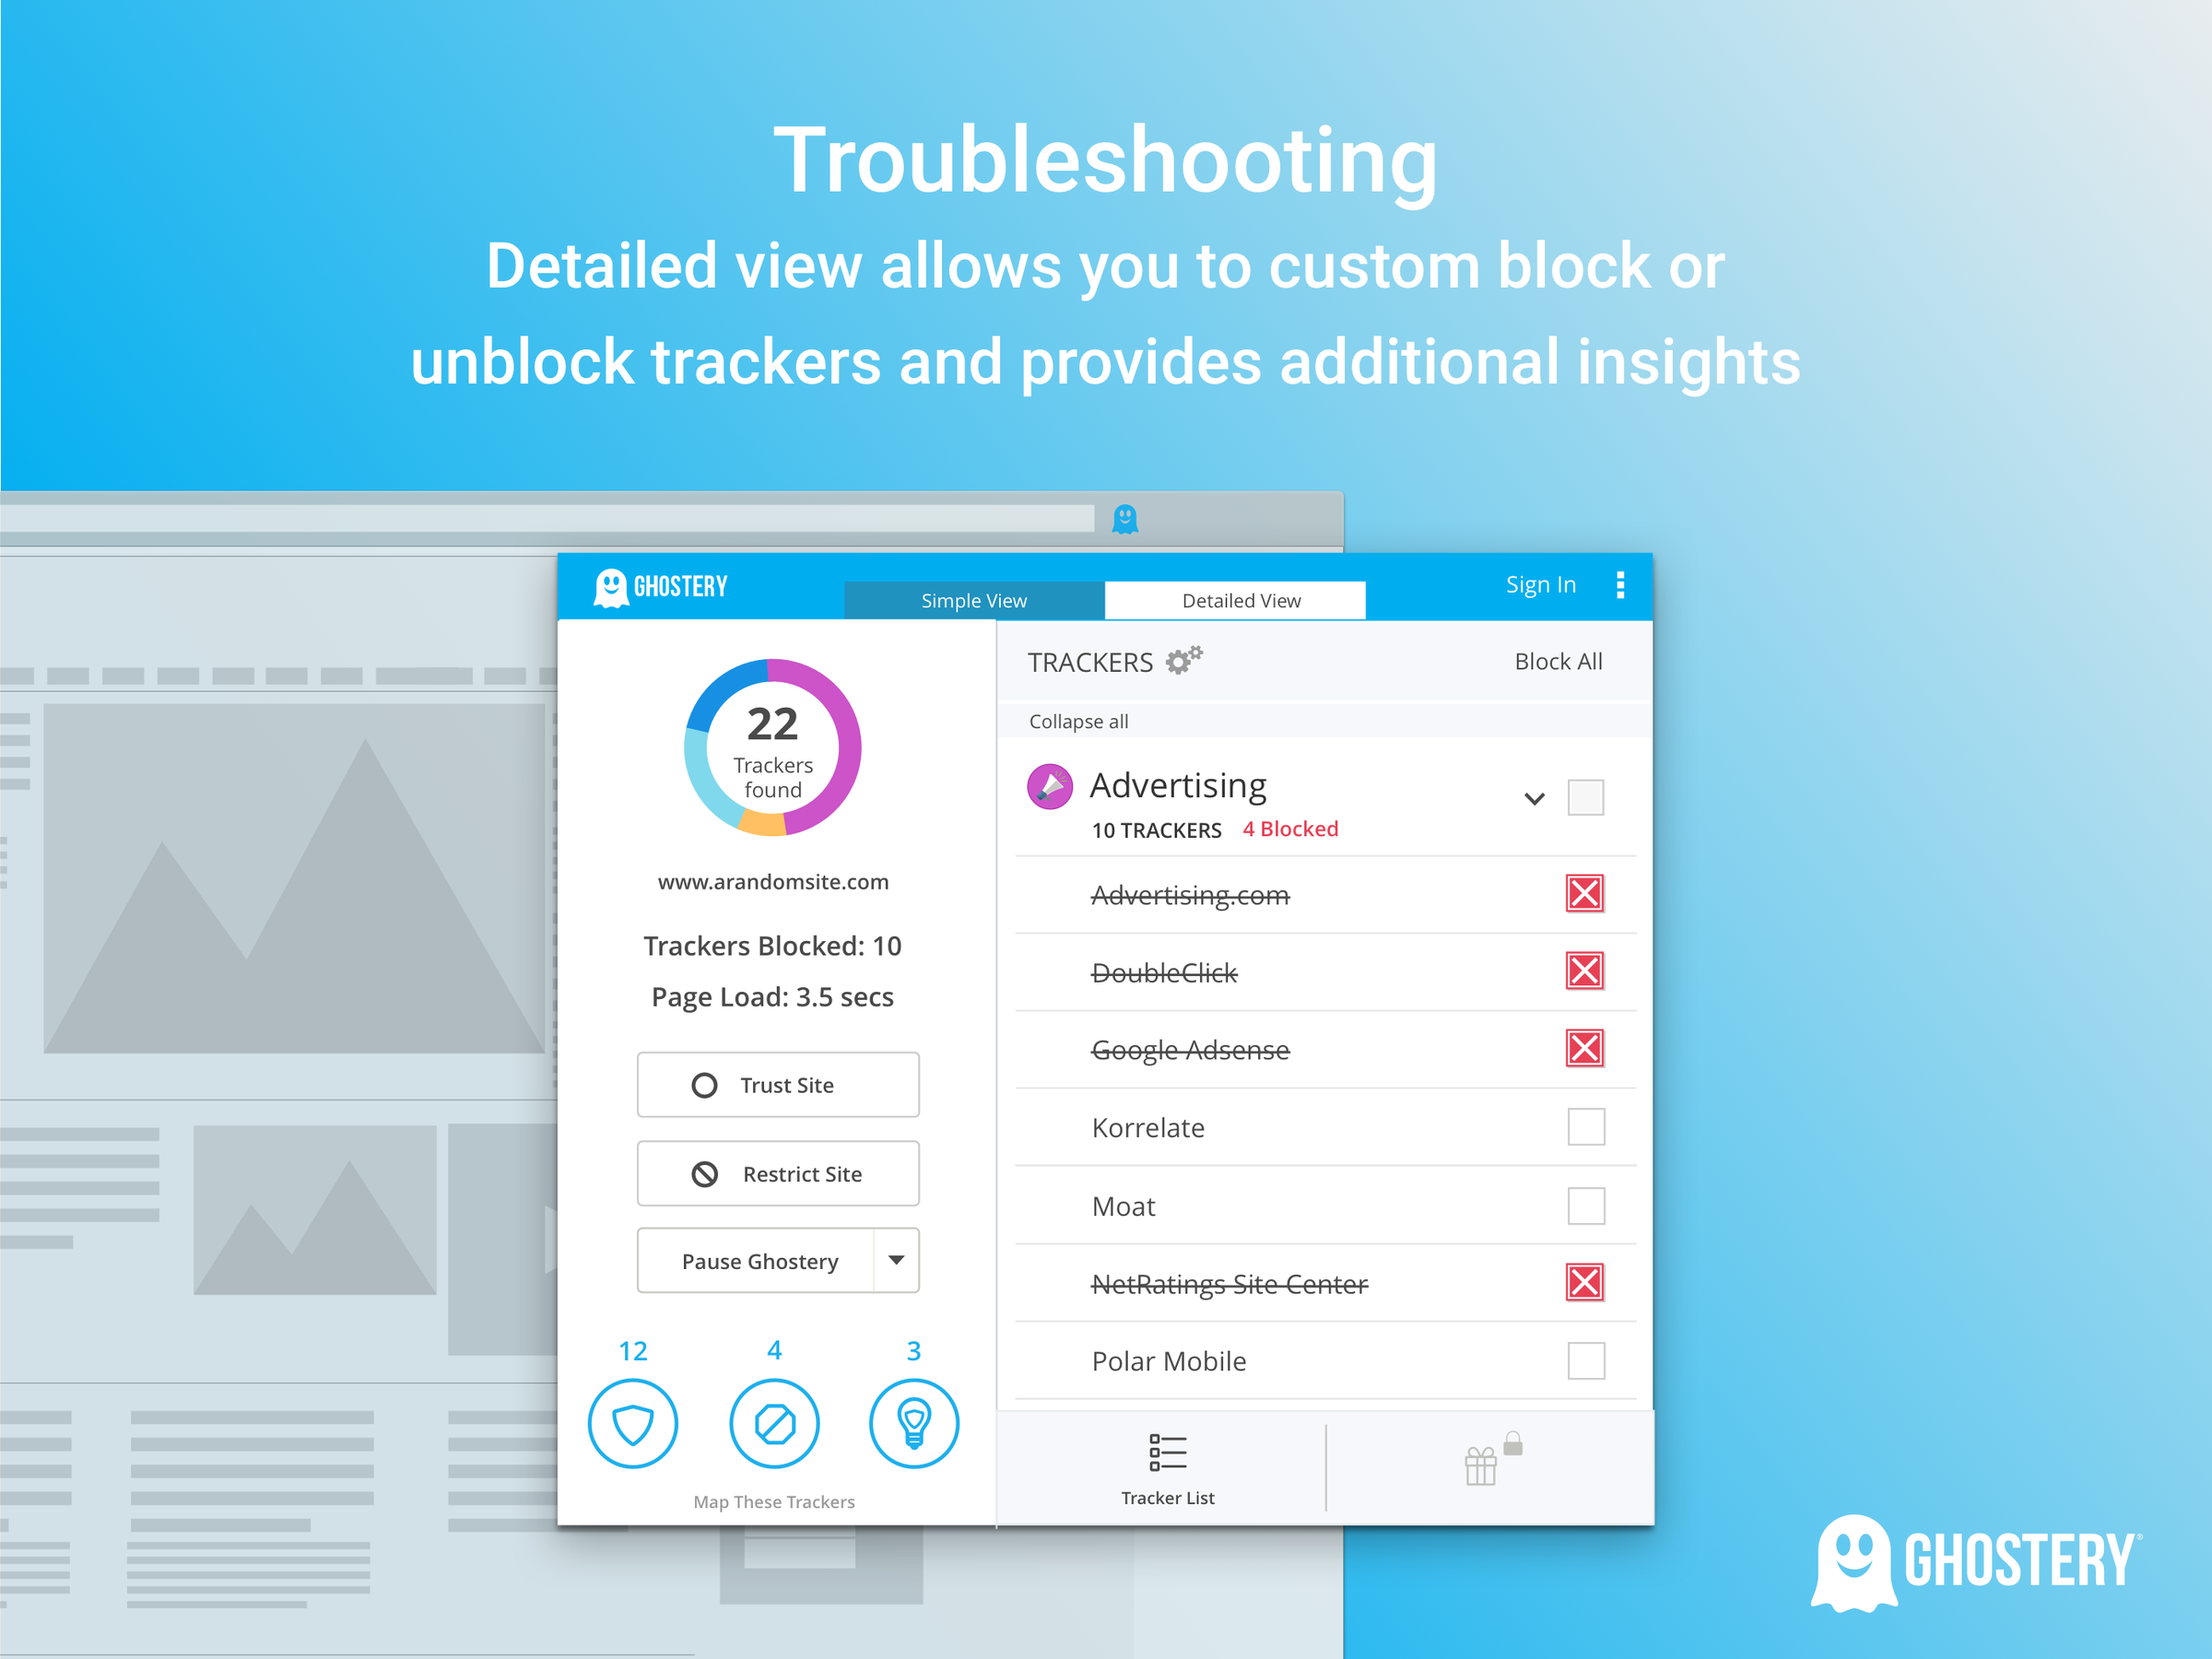 Troubleshooting
Detailed view allows you to custom block or
unblock trackers and provides additional insights
GHOSTERY
Simple View
Detailed View
Sign In
22
Trackers
found
www.arandomsite.com
Trackers Blocked: 10
Page Load: 3.5 secs
Trust Site
Restrict Site
Pause Ghostery
12
4
3
Map These Trackers
TRACKERS
Block All
Collapse all
Advertising
10 TRACKERS 4 Blocked
Advertising.com
DoubleClick
Google Adsense
Korrelate
Moat
NetRatings Site Center
Polar Mobile
Tracker List
GHOSTERY®